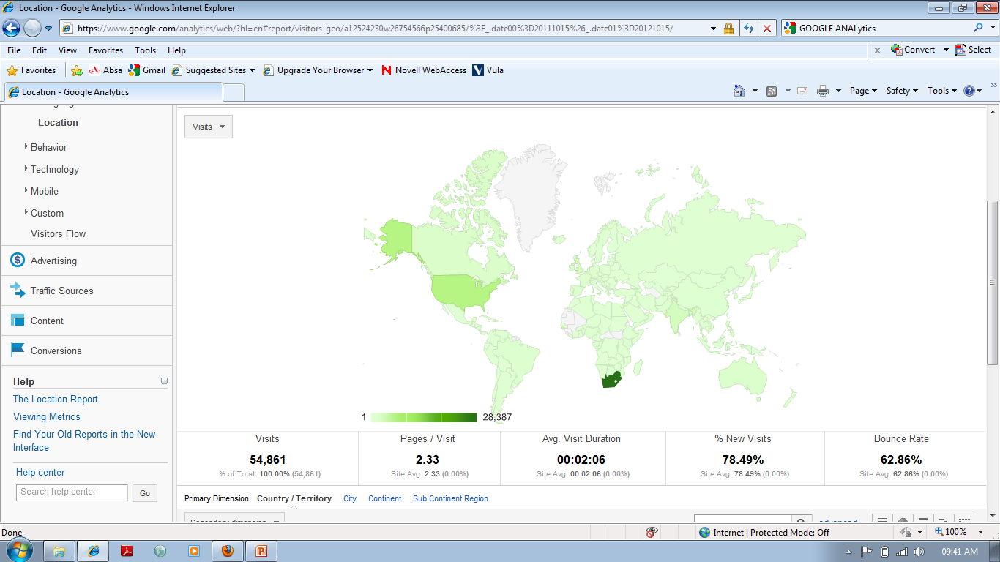 Location - Google Analytics - Windows Internet Explorer
https://www.google.com/analytics/web/?hl=en#report/visitors-geo/a12524230w26754566p25400685/%3F_.date00%3D20111015%26_.date01%3D20121015/
GOOGLE ANALytics
File Edit View Favorites Tools Help
x Convert Select
Favorites Absa Gmail Suggested Sites Upgrade Your Browser Novell WebAccess Vula
Location - Google Analytics
Page Safety Tools
Location
Behavior
Technology
Mobile
Custom
Visitors Flow
Advertising
Traffic Sources
Content
Conversions
Help
The Location Report
Viewing Metrics
Find Your Old Reports in the New
Interface
Help center
Search help center Go
Visits
1 28,387
Visits Pages / Visit Avg. Visit Duration % New Visits Bounce Rate
54,861 2.33 00:02:06 78.49% 62.86%
% of Total: 100.00% (54,861) Site Avg: 2.33 (0.00%) Site Avg: 00:02:06 (0.00%) Site Avg: 78.49% (0.00%) Site Avg: 62.86% (0.00%)
Primary Dimension: Country / Territory City Continent Sub Continent Region
Secondary dimension advanced
Done Internet | Protected Mode: Off 100%
09:41 AM